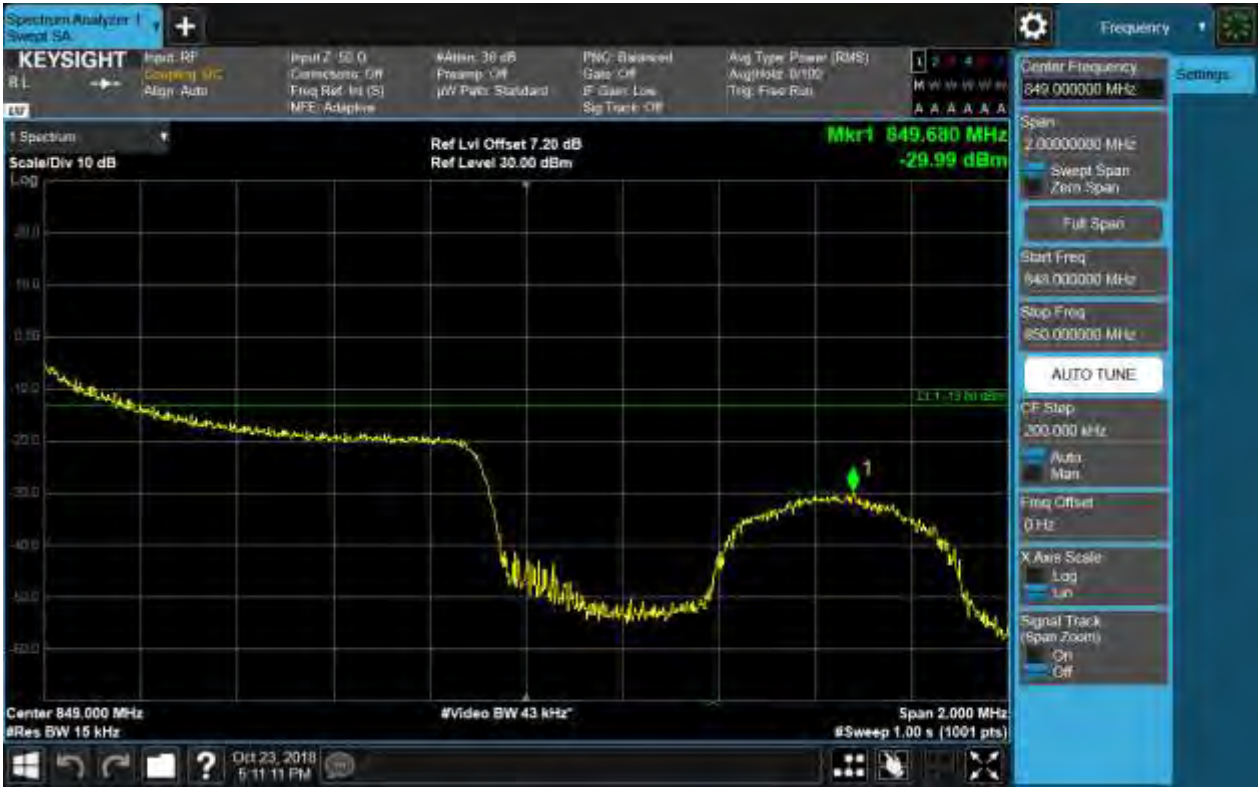 Spectrum Analyzer 1
Swept SA
+
Frequency
KEYSIGHT
R L
Input: RF
Coupling: DC
Align: Auto
Input Z: 50 Ω
Corrections: Off
Freq Ref: Int (S)
NFE: Adaptive
#Atten: 30 dB
Preamp: Off
µW Path: Standard
PNO: Balanced
Gate: Off
IF Gain: Low
Sig Track: Off
Avg Type: Power (RMS)
Avg|Hold: 0/100
Trig: Free Run
M W W W W W
A A A A A A
1 Spectrum
Scale/Div 10 dB
Log
Ref Lvl Offset 7.20 dB
Ref Level 30.00 dBm
Mkr1 849.680 MHz
-29.99 dBm
20.0
10.0
0.00
-10.0
-20.0
-30.0
-40.0
-50.0
-60.0
1
Center 849.000 MHz
#Res BW 15 kHz
#Video BW 43 kHz*
Span 2.000 MHz
#Sweep 1.00 s (1001 pts)
Oct 23, 2018
5:11:11 PM
Center Frequency
849.000000 MHz
Settings
Span
2.00000000 MHz
Swept Span
Zero Span
Full Span
Start Freq
848.000000 MHz
Stop Freq
850.000000 MHz
AUTO TUNE
CF Step
200.000 kHz
Auto
Man
Freq Offset
0 Hz
X Axis Scale
Log
Lin
Signal Track
(Span Zoom)
On
Off